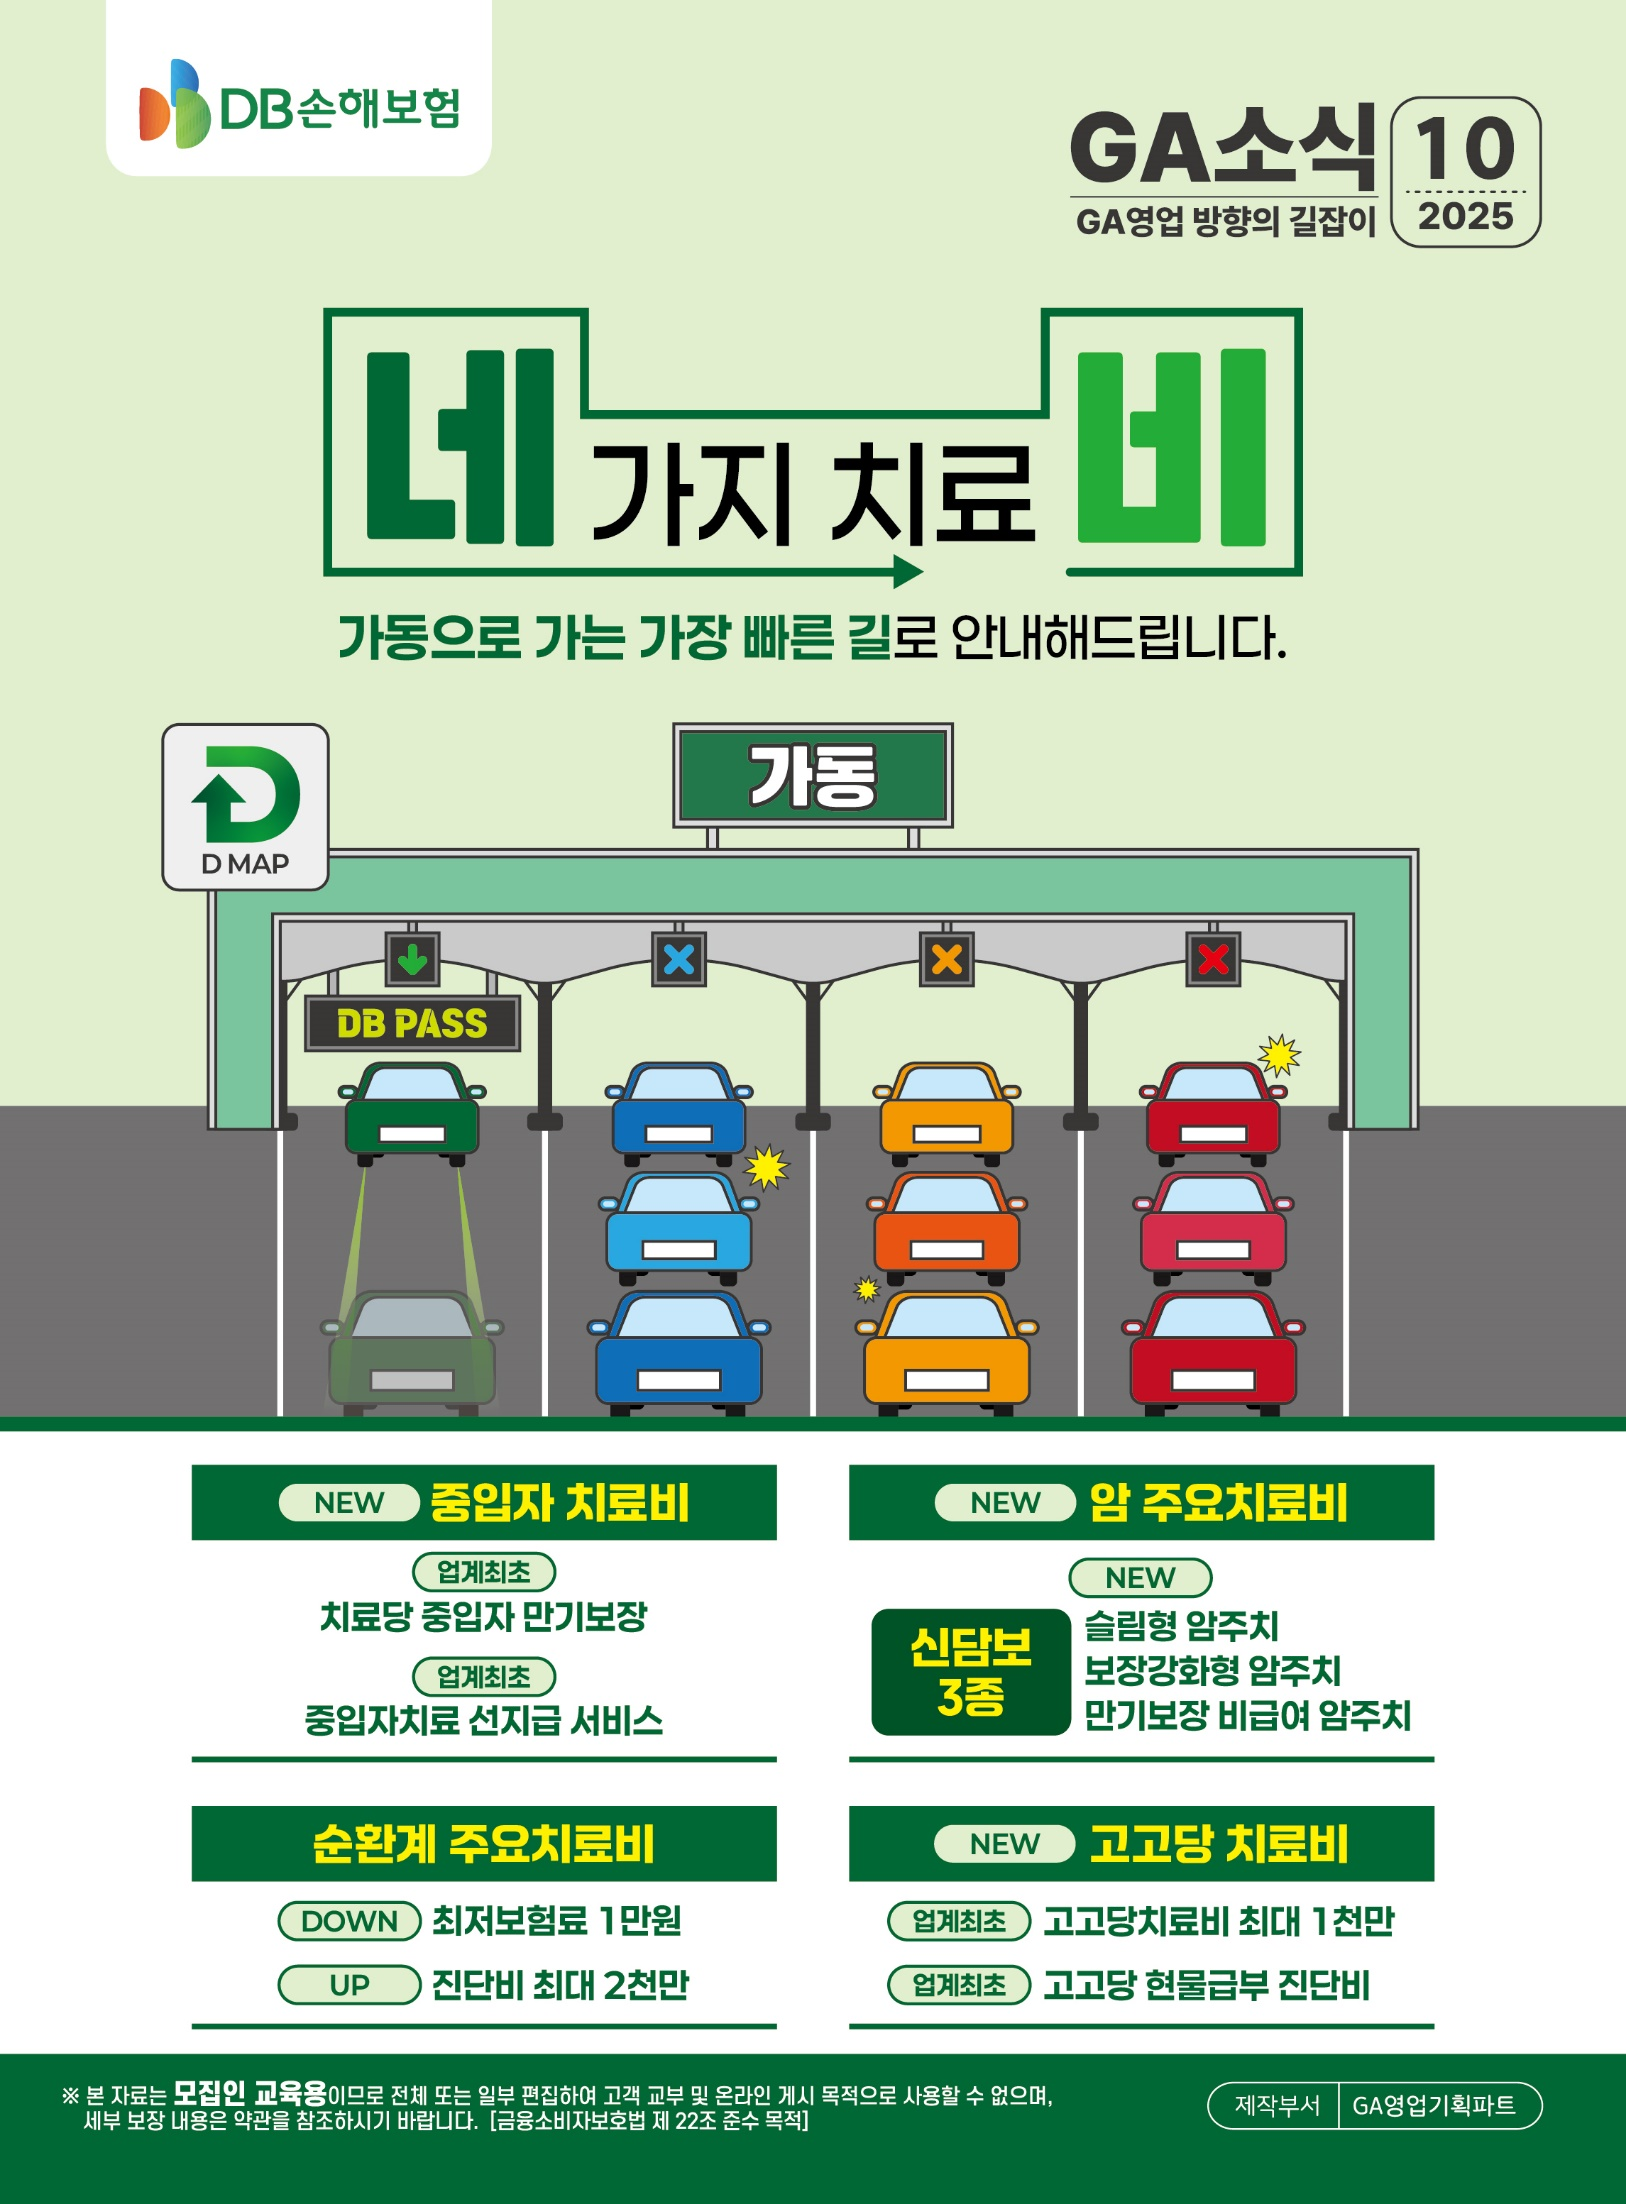 DB손해보험
GA소식
GA영업 방향의 길잡이
10
2025
네 가지 치료 비
가동으로 가는 가장 빠른 길로 안내해드립니다.
D MAP
가동
DB PASS
NEW 중입자 치료비
업계최초
치료당 중입자 만기보장
업계최초
중입자치료 선지급 서비스
NEW 암 주요치료비
NEW
신담보
3종
슬림형 암주치
보장강화형 암주치
만기보장 비급여 암주치
순환계 주요치료비
DOWN 최저보험료 1만원
UP 진단비 최대 2천만
NEW 고고당 치료비
업계최초 고고당치료비 최대 1천만
업계최초 고고당 현물급부 진단비
※ 본 자료는 모집인 교육용이므로 전체 또는 일부 편집하여 고객 교부 및 온라인 게시 목적으로 사용할 수 없으며,
세부 보장 내용은 약관을 참조하시기 바랍니다. [금융소비자보호법 제 22조 준수 목적]
제작부서 GA영업기획파트